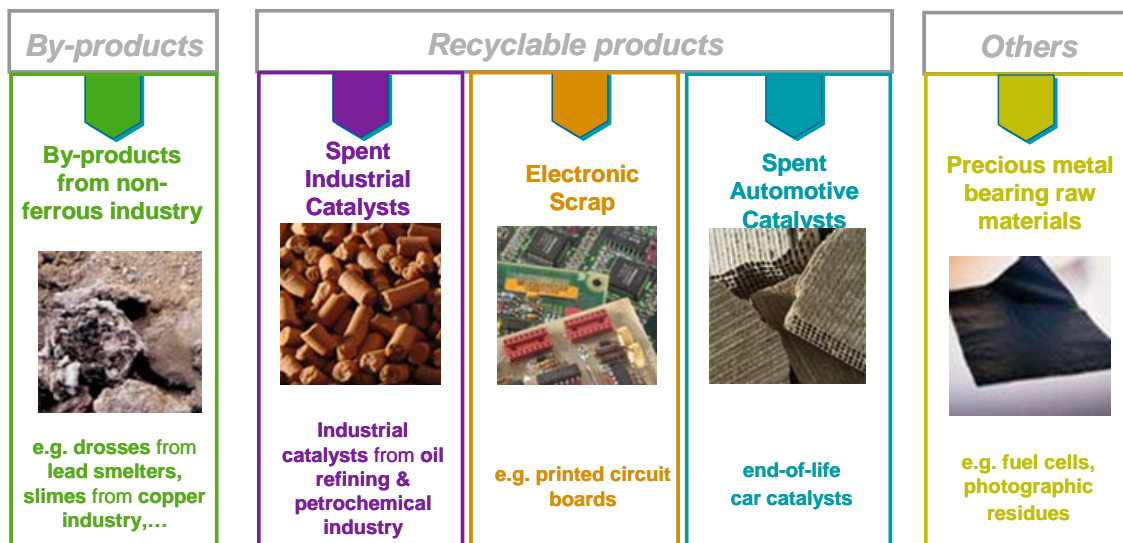 By-products
Recyclable products
Others
By-products
from non-
ferrous industry
Spent
Industrial
Catalysts
Electronic
Scrap
Spent
Automotive
Catalysts
Precious metal
bearing raw
materials
e.g. drosses from
lead smelters,
slimes from copper
industry,…
Industrial
catalysts from oil
refining &
petrochemical
industry
e.g. printed circuit
boards
end-of-life
car catalysts
e.g. fuel cells,
photographic
residues